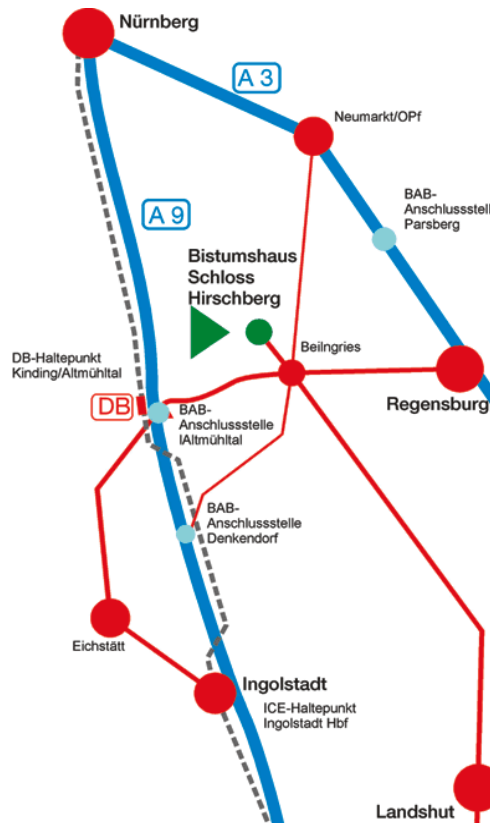 Nürnberg
A 3
Neumarkt/OPf
BAB-
Anschlussstelle
Parsberg
A 9
Bistumshaus
Schloss
Hirschberg
Beilngries
DB-Haltepunkt
Kinding/Altmühltal
DB
BAB-
Anschlussstelle
lAltmühltal
Regensburg
BAB-
Anschlussstelle
Denkendorf
Eichstätt
Ingolstadt
ICE-Haltepunkt
Ingolstadt Hbf
Landshut